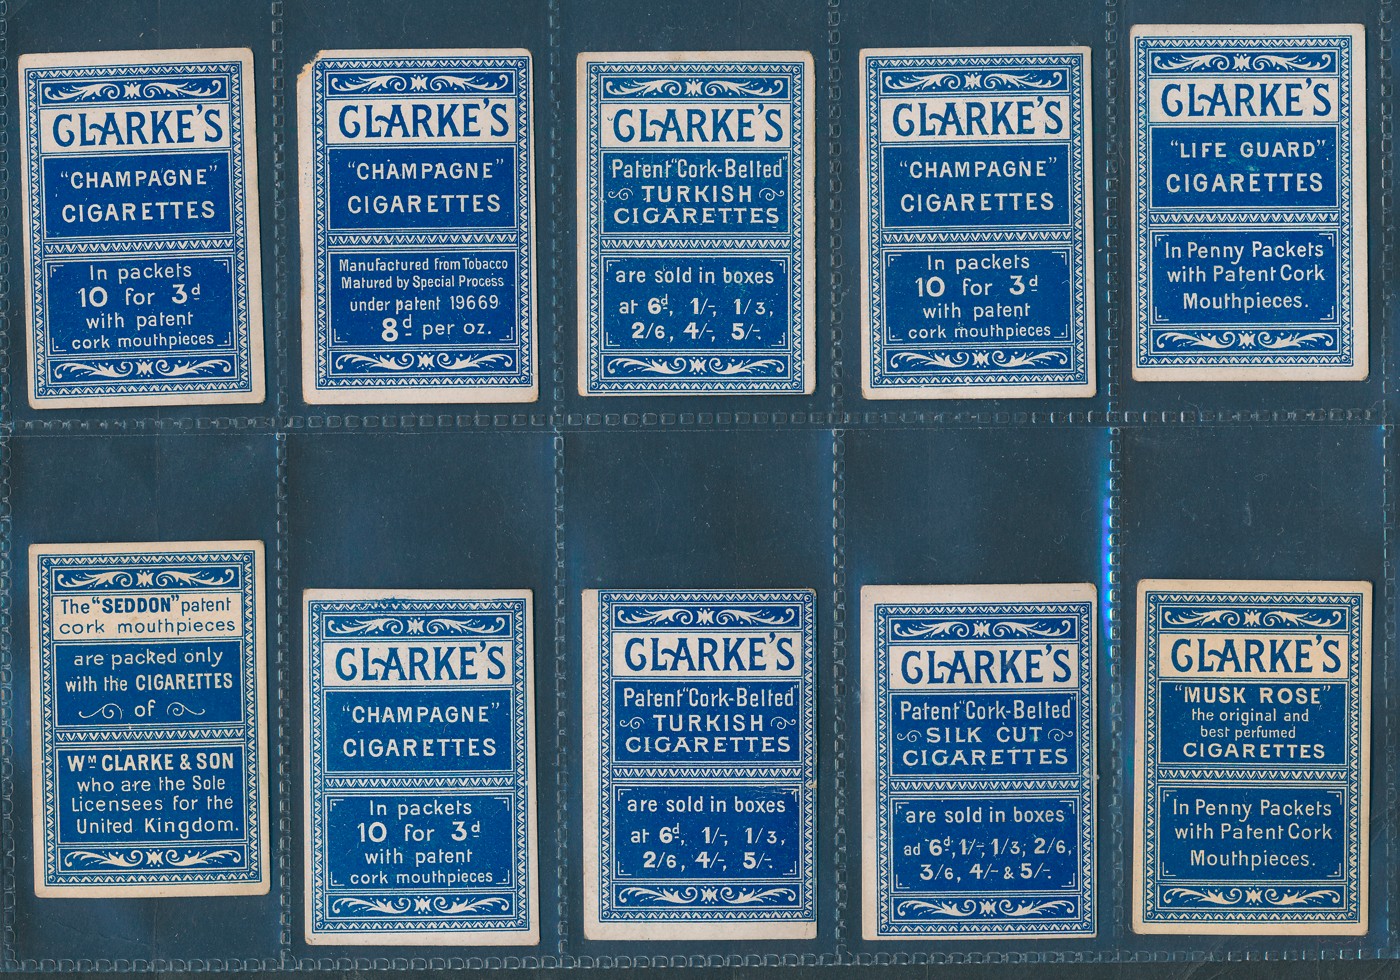 CLARKE'S
"CHAMPAGNE"
CIGARETTES
In packets
10 for 3d
with patent
cork mouthpieces
CLARKE'S
"CHAMPAGNE"
CIGARETTES
Manufactured from Tobacco
Matured by Special Process
under patent 19669
8d per oz.
CLARKE'S
Patent "Cork-Belted"
TURKISH
CIGARETTES
are sold in boxes
at 6d, 1/-, 1/3,
2/6, 4/-, 5/-.
CLARKE'S
"CHAMPAGNE"
CIGARETTES
In packets
10 for 3d
with patent
cork mouthpieces
CLARKE'S
"LIFE GUARD"
CIGARETTES
In Penny Packets
with Patent Cork
Mouthpieces.
The "SEDDON" patent
cork mouthpieces
are packed only
with the CIGARETTES
of
WM CLARKE & SON
who are the Sole
Licensees for the
United Kingdom.
CLARKE'S
"CHAMPAGNE"
CIGARETTES
In packets
10 for 3d
with patent
cork mouthpieces
CLARKE'S
Patent "Cork-Belted"
TURKISH
CIGARETTES
are sold in boxes
at 6d, 1/-, 1/3,
2/6, 4/-, 5/-.
CLARKE'S
Patent "Cork-Belted"
SILK CUT
CIGARETTES
are sold in boxes
ad 6d, 1/-, 1/3, 2/6,
3/6, 4/- & 5/-.
CLARKE'S
"MUSK ROSE"
the original and
best perfumed
CIGARETTES
In Penny Packets
with Patent Cork
Mouthpieces.